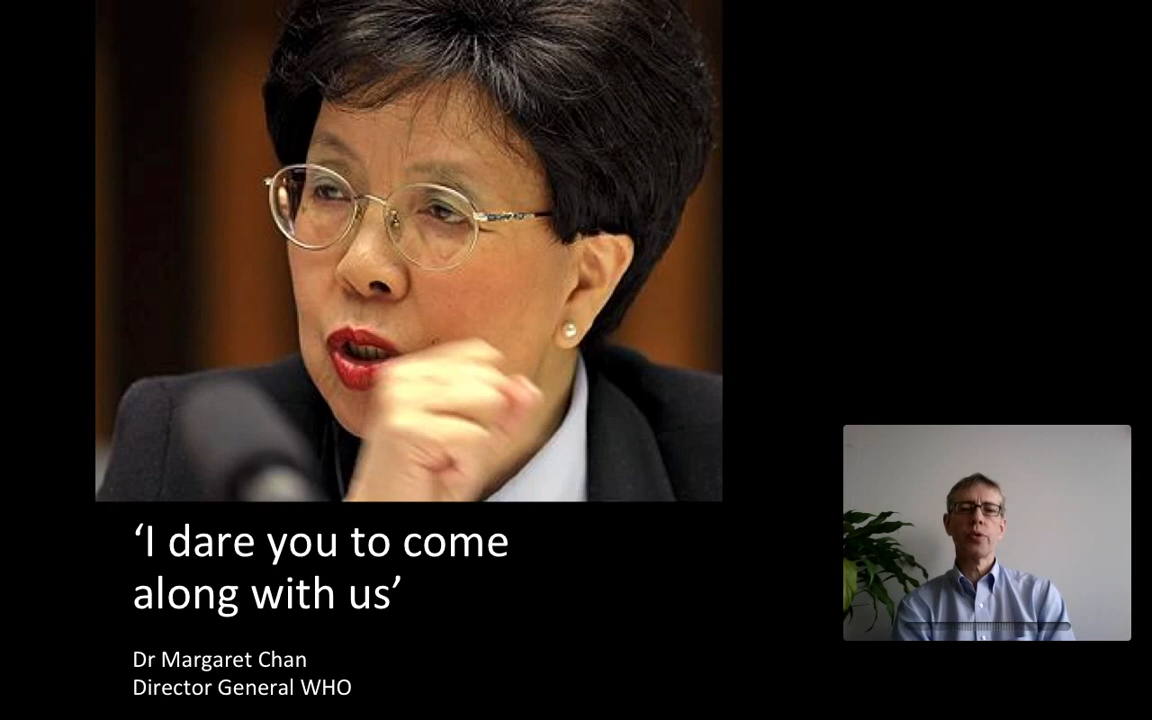 ‘I dare you to come
along with us’
Dr Margaret Chan
Director General WHO